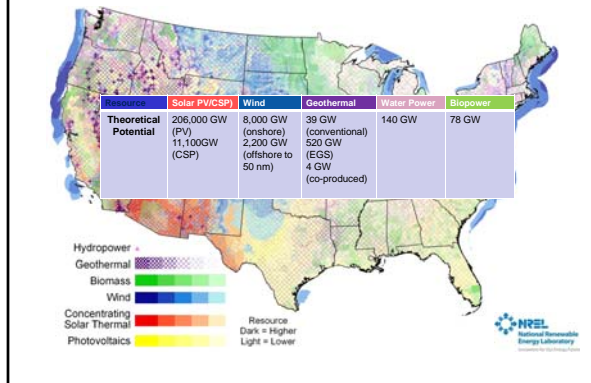 Resource Solar PV/CSP) Wind Geothermal Water Power Biopower
Theoretical Potential
206,000 GW
(PV)
11,100GW
(CSP)
8,000 GW
(onshore)
2,200 GW
(offshore to
50 nm)
39 GW
(conventional)
520 GW
(EGS)
4 GW
(co-produced)
140 GW
78 GW
Hydropower
Geothermal
Biomass
Wind
Concentrating
Solar Thermal
Photovoltaics
Resource
Dark = Higher
Light = Lower
NREL
National Renewable
Energy Laboratory